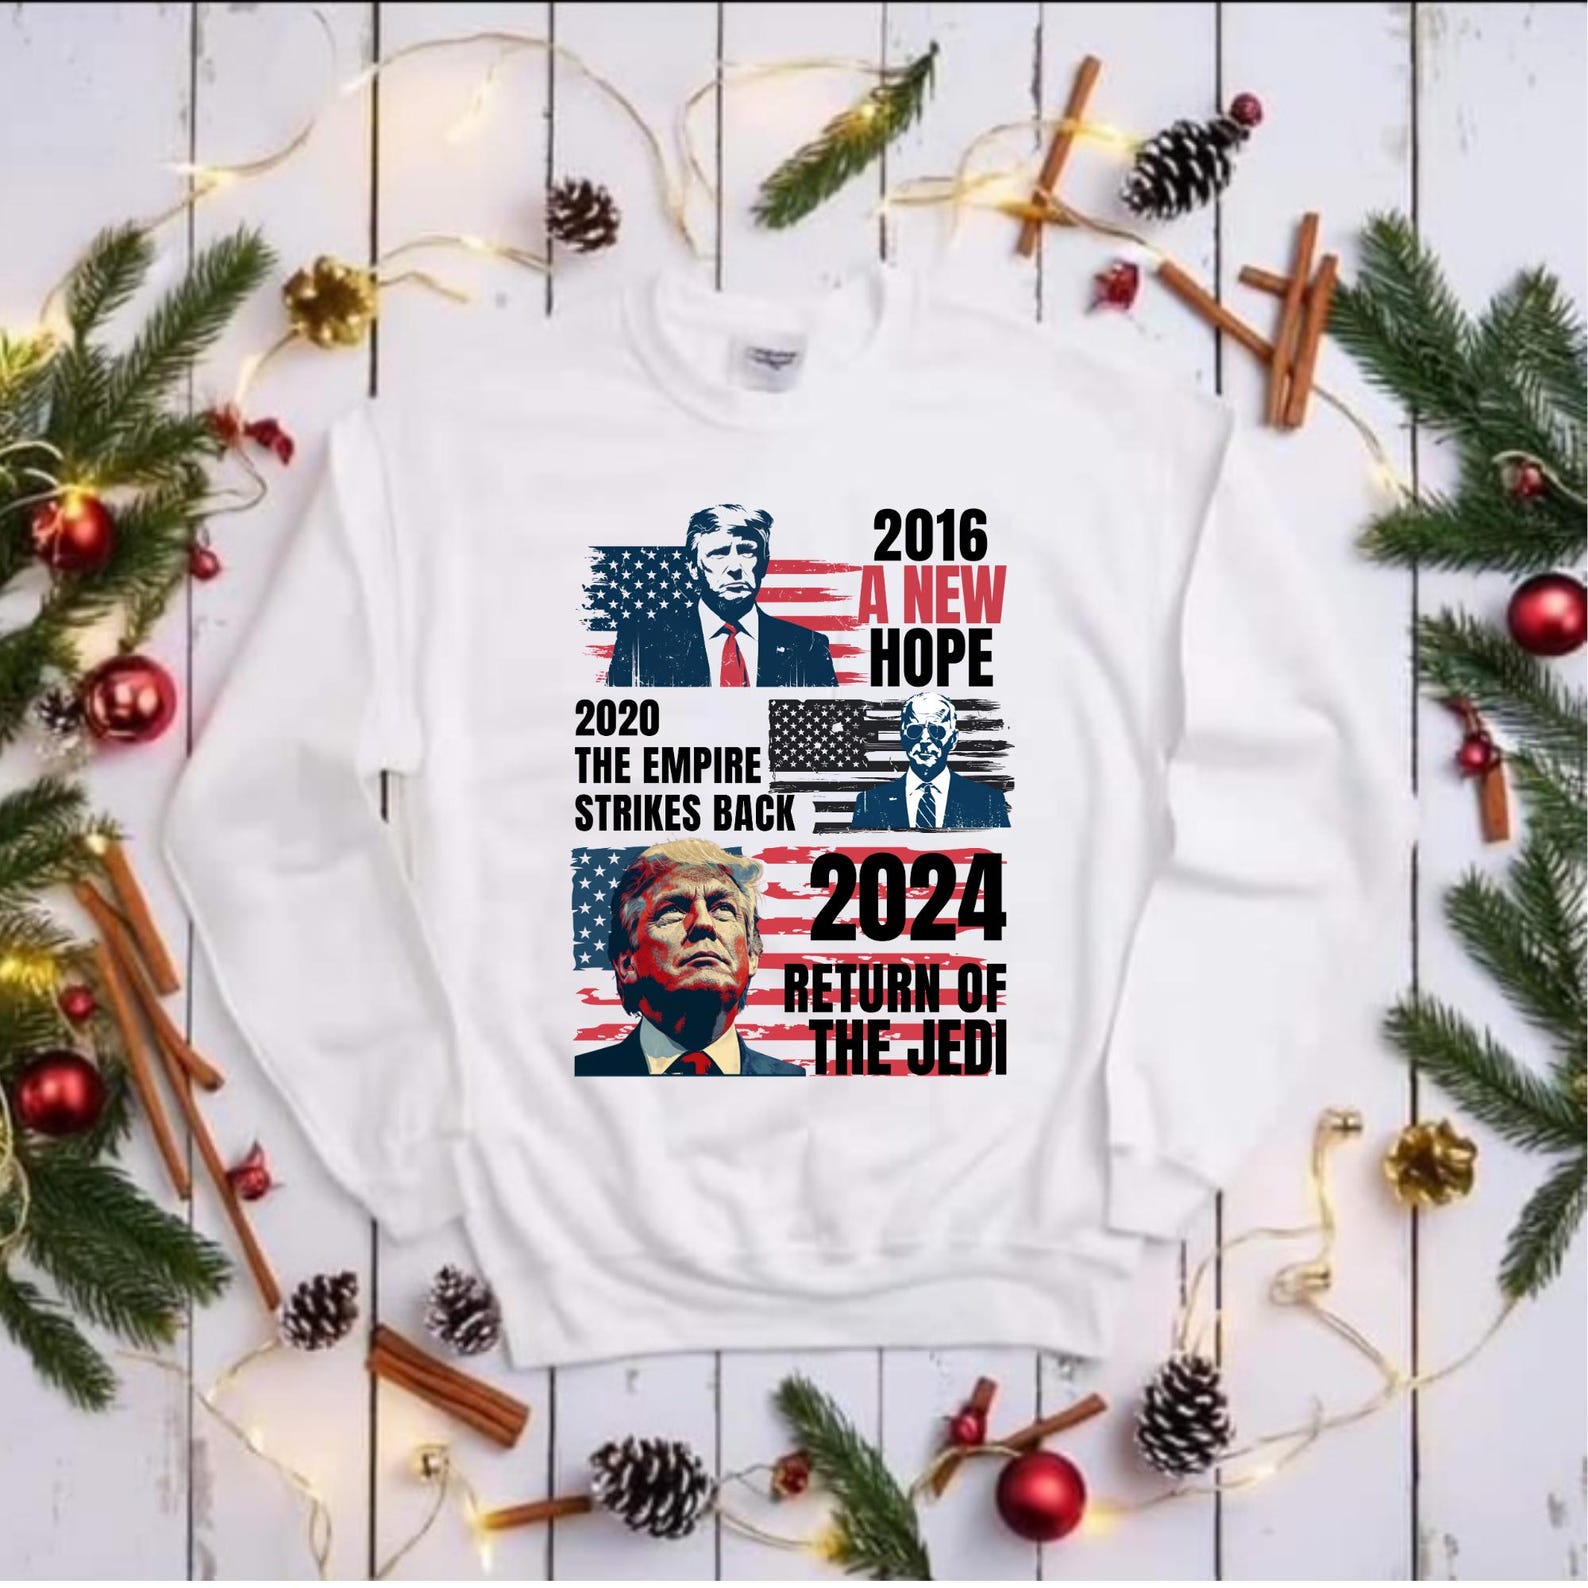 2016
A NEW
HOPE
2020
THE EMPIRE
STRIKES BACK
2024
RETURN OF
THE JEDI